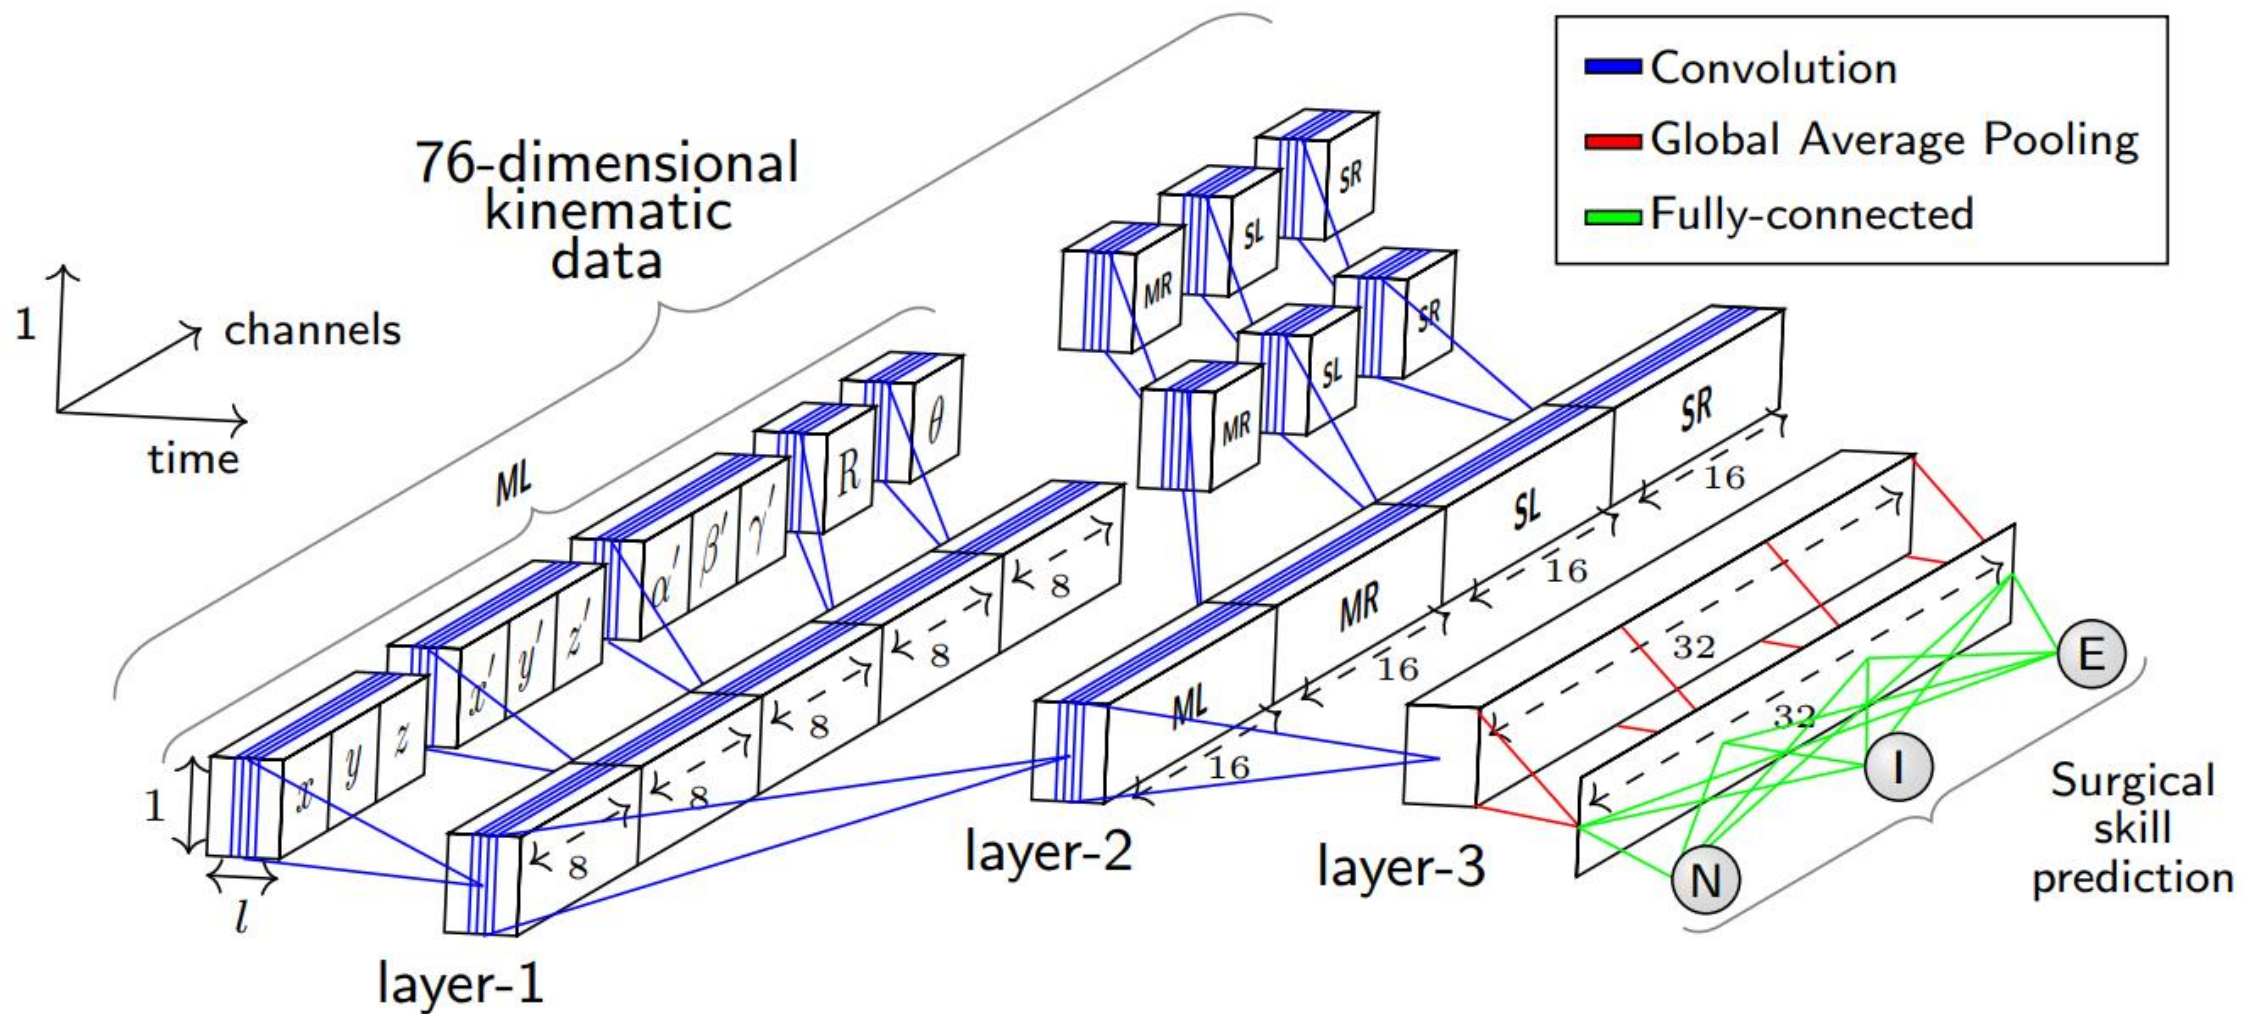 Convolution
Global Average Pooling
Fully-connected
76-dimensional
kinematic
data
1
channels
time
ML
x y z
x′ y′ z′
α′ β′ γ′
R
θ
1
l
8
8
8
8
8
layer-1
MR
SL
SR
MR
SL
SR
ML
MR
SL
SR
16
16
16
16
layer-2
32
layer-3
32
N
I
E
Surgical
skill
prediction